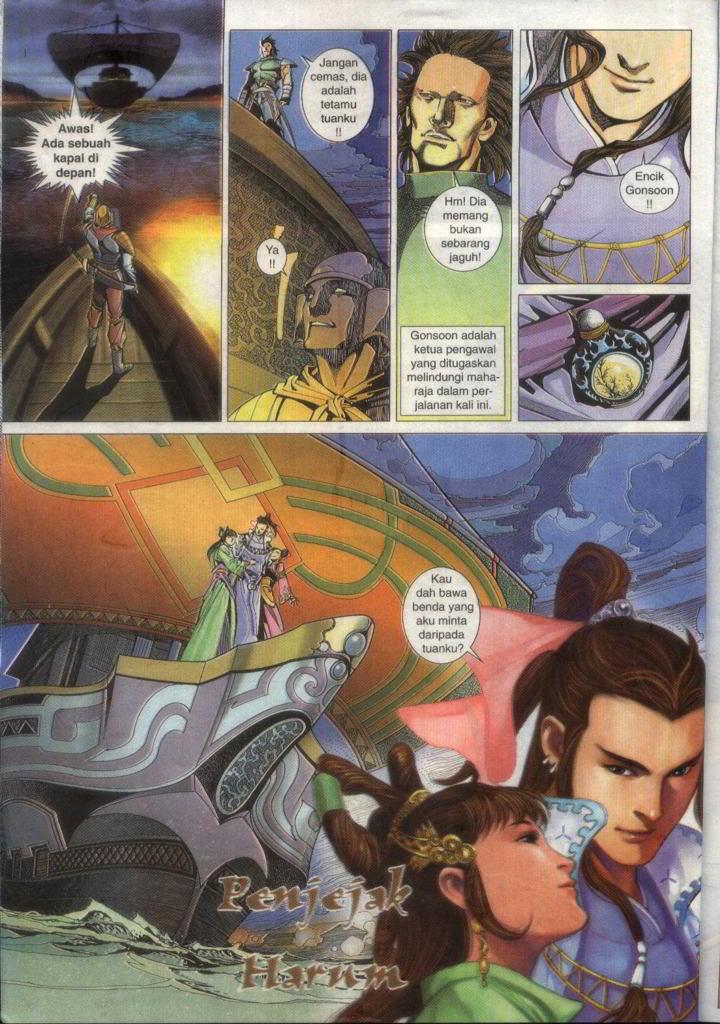 Awas!
Ada sebuah
kapal di
depan!
Jangan
cemas, dia
adalah
tetamu
tuanku
!!
Ya
!!
Hm! Dia
memang
bukan
sebarang
jaguh!
Gonsoon adalah
ketua pengawal
yang ditugaskan
melindungi maha-
raja dalam per-
jalanan kali ini.
Encik
Gonsoon
!!
Kau
dah bawa
benda yang
aku minta
daripada
tuanku?
Penjejak
Harum